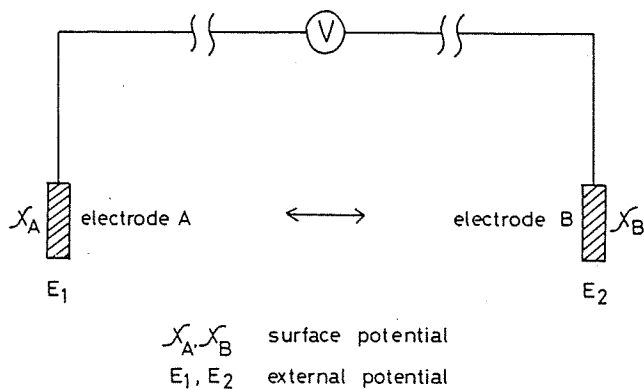 V
χA electrode A
electrode B χB
E1 E2
χA, χB surface potential
E1, E2 external potential